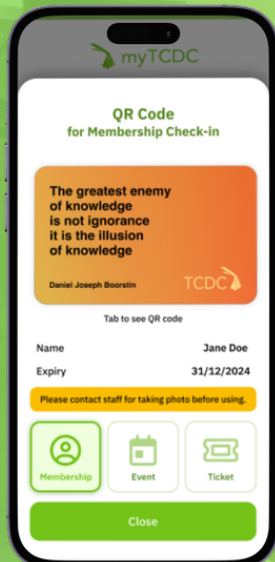 myTCDC
QR Code
for Membership Check-in
The greatest enemy
of knowledge
is not ignorance
it is the illusion
of knowledge
Daniel Joseph Boorstin
TCDC
Tab to see QR code
Name Jane Doe
Expiry 31/12/2024
Please contact staff for taking photo before using.
Membership Event Ticket
Close